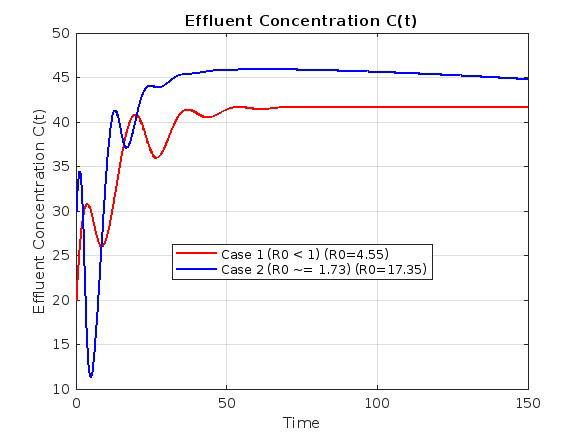 Effluent Concentration C(t)
50
45
40
35
30
25
20
15
10
Effluent Concentration C(t)
Case 1 (R0 < 1) (R0=4.55)
Case 2 (R0 ~= 1.73) (R0=17.35)
0
50
100
150
Time